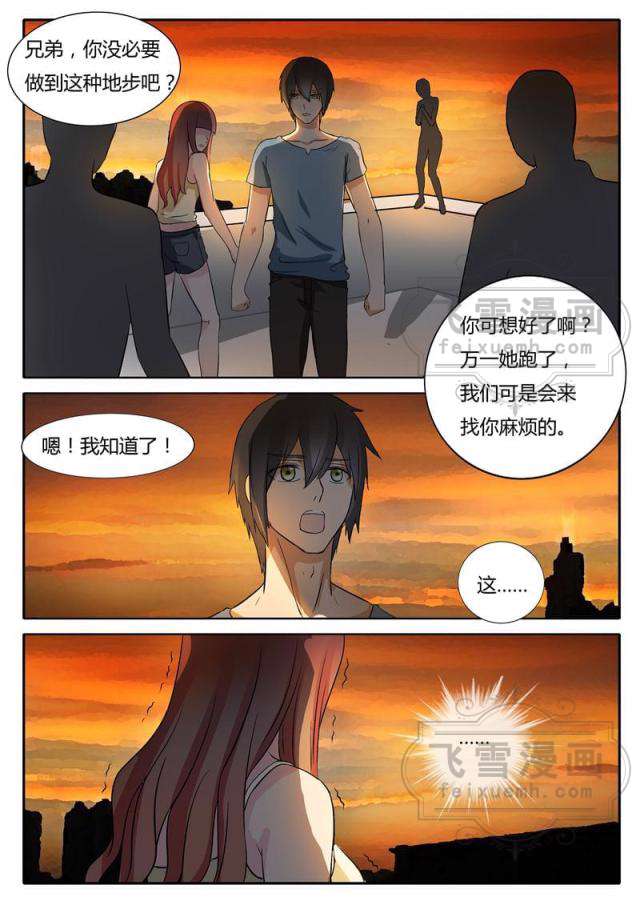 兄弟，你没必要
做到这种地步吧？
你可想好了啊？
万一她跑了，
我们可是会来
找你麻烦的。
飞雪漫画
feixuemh.com
嗯！我知道了！
这……
……
飞雪漫画
feixuemh.com